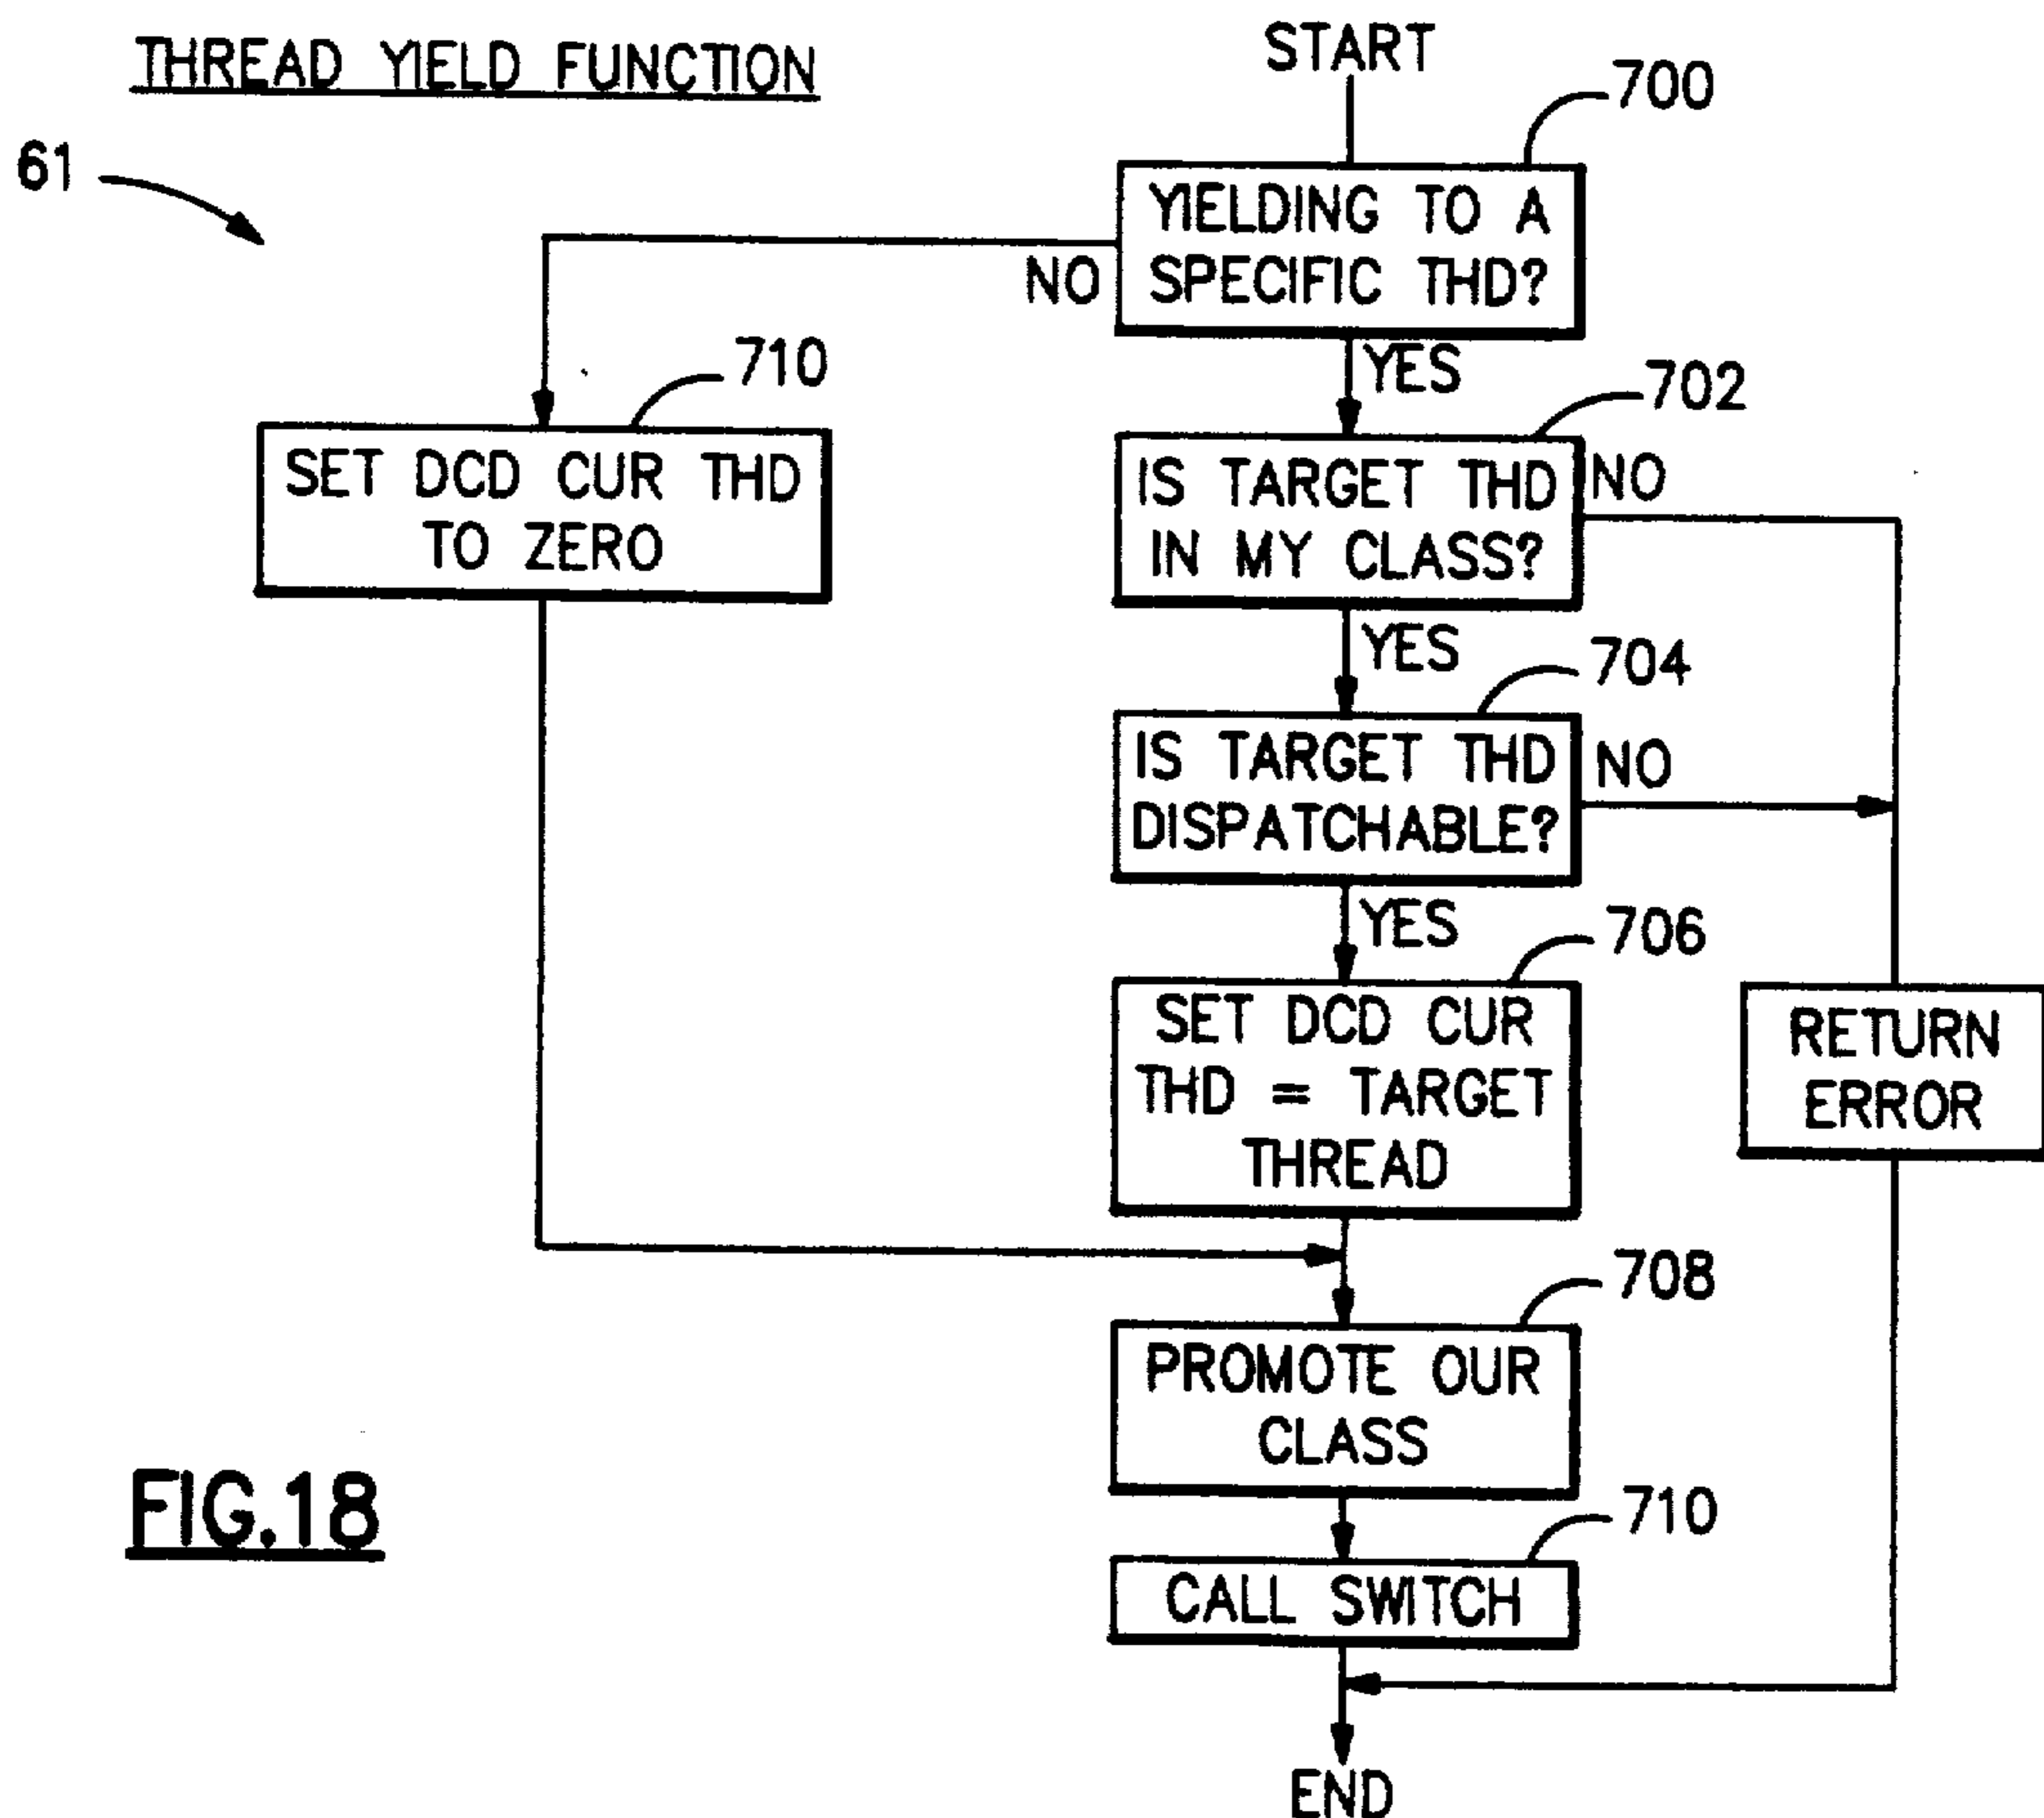 THREAD YIELD FUNCTION
START
700
61
YIELDING TO A
SPECIFIC THD?
NO
YES
710
702
SET DCD CUR THD
TO ZERO
IS TARGET THD
IN MY CLASS?
NO
YES
704
IS TARGET THD
DISPATCHABLE?
NO
YES
706
SET DCD CUR
THD = TARGET
THREAD
RETURN
ERROR
708
PROMOTE OUR
CLASS
710
CALL SWITCH
END
FIG.18